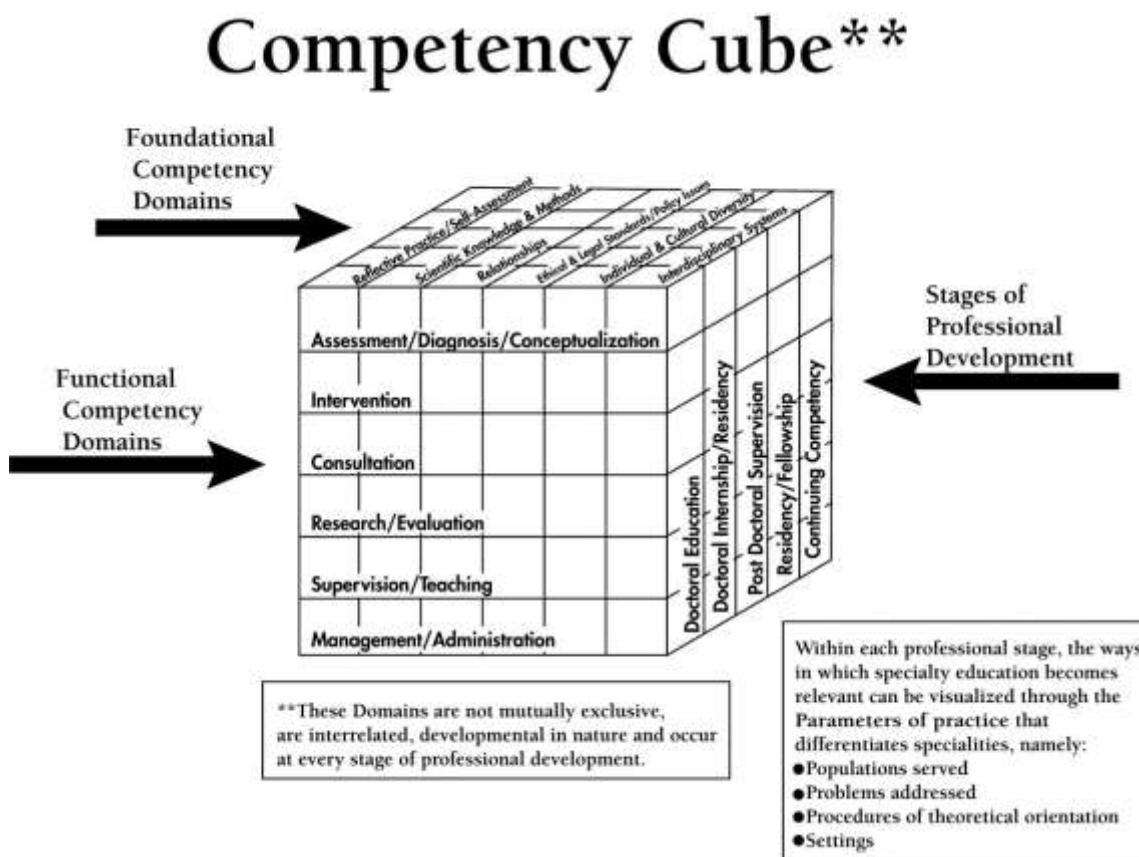 Competency Cube**
Foundational
Competency
Domains
Reflective Practice/Self-Assessment
Scientific Knowledge & Methods
Relationships
Ethical & Legal Standards/Policy Issues
Individual & Cultural Diversity
Interdisciplinary Systems
Functional
Competency
Domains
Assessment/Diagnosis/Conceptualization
Intervention
Consultation
Research/Evaluation
Supervision/Teaching
Management/Administration
Stages of
Professional
Development
Doctoral Education
Doctoral Internship/Residency
Post Doctoral Supervision
Residency/Fellowship
Continuing Competency
**These Domains are not mutually exclusive,
are interrelated, developmental in nature and occur
at every stage of professional development.
Within each professional stage, the ways
in which specialty education becomes
relevant can be visualized through the
Parameters of practice that
differentiates specialities, namely:
●Populations served
●Problems addressed
●Procedures of theoretical orientation
●Settings